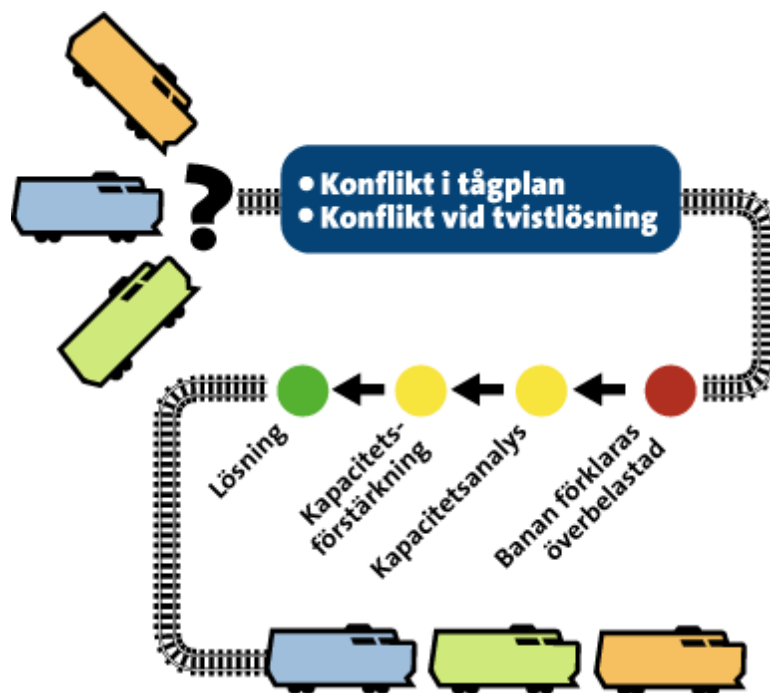 ?
• Konflikt i tågplan
• Konflikt vid tvistlösning
Lösning
Kapacitets-
förstärkning
Kapacitetsanalys
Banan förklaras
överbelastad